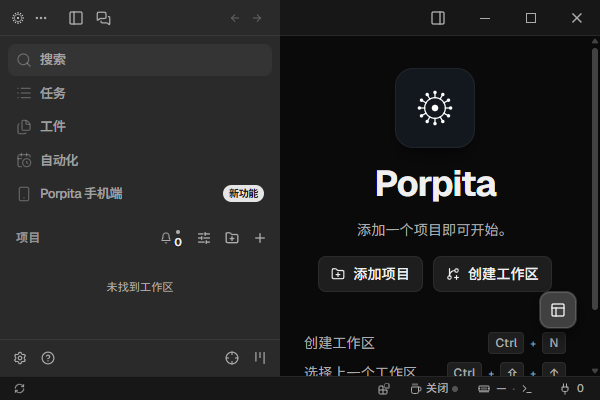 搜索
任务
工件
自动化
Porpita 手机端
新功能
项目
0
未找到工作区
Porpita
添加一个项目即可开始。
添加项目
创建工作区
创建工作区
Ctrl + N
选择上一个工作区
Ctrl + ⇧ + ↑
关闭
0